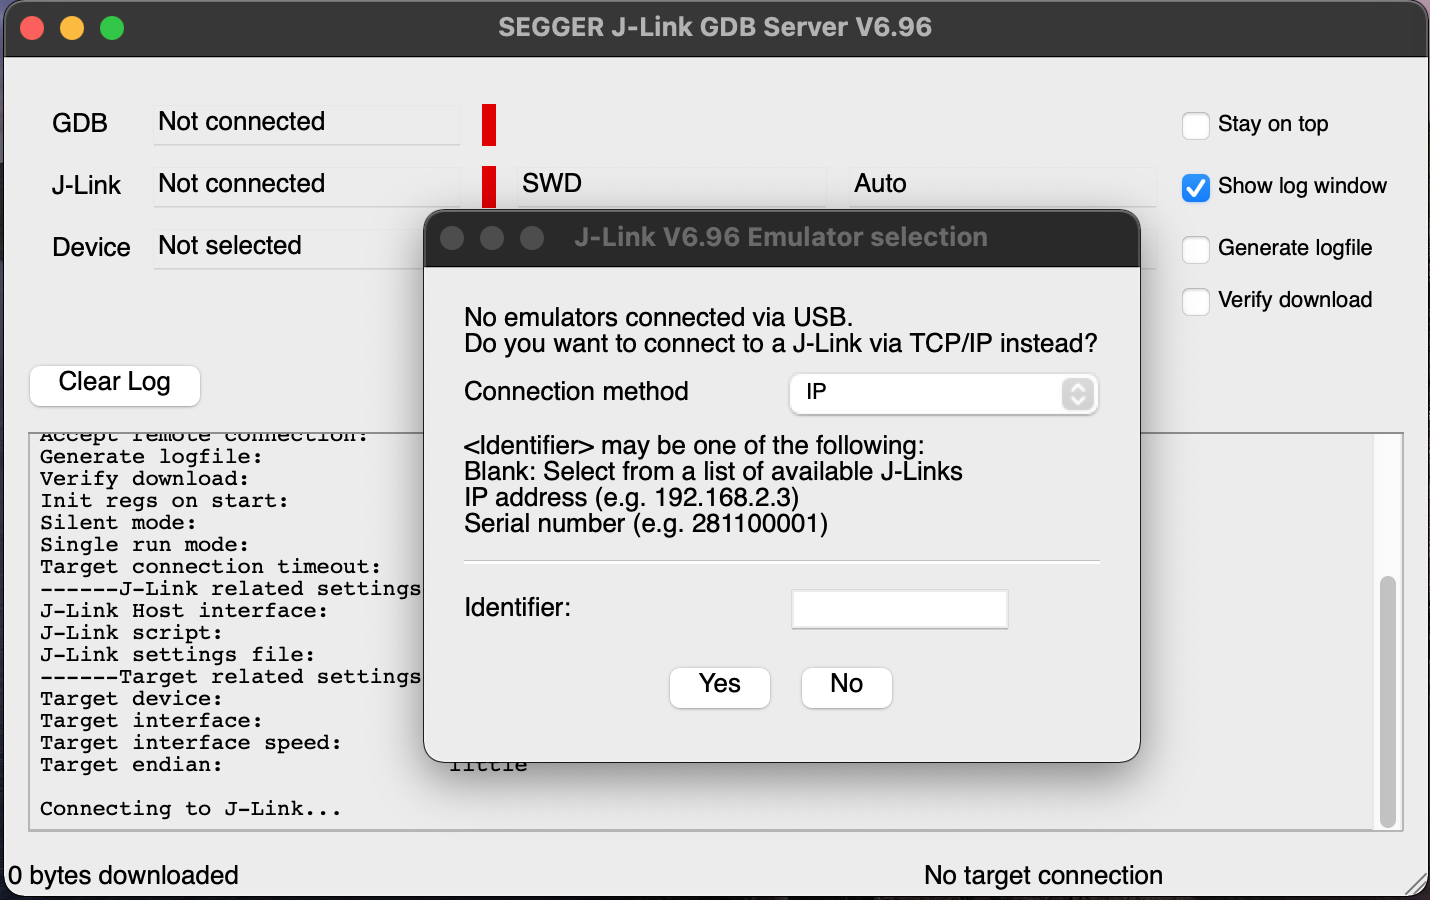 SEGGER J-Link GDB Server V6.96
GDB
Not connected
Stay on top
J-Link
Not connected
SWD
Auto
Show log window
Device
Not selected
Generate logfile
Verify download
J-Link V6.96 Emulator selection
No emulators connected via USB.
Do you want to connect to a J-Link via TCP/IP instead?
Connection method
IP
<Identifier> may be one of the following:
Blank: Select from a list of available J-Links
IP address (e.g. 192.168.2.3)
Serial number (e.g. 281100001)
Identifier:
Yes
No
Clear Log
Accept remote connection:
Generate logfile:
Verify download:
Init regs on start:
Silent mode:
Single run mode:
Target connection timeout:
------J-Link related settings
J-Link Host interface:
J-Link script:
J-Link settings file:
------Target related settings
Target device:
Target interface:
Target interface speed:
Target endian: little
Connecting to J-Link...
0 bytes downloaded
No target connection